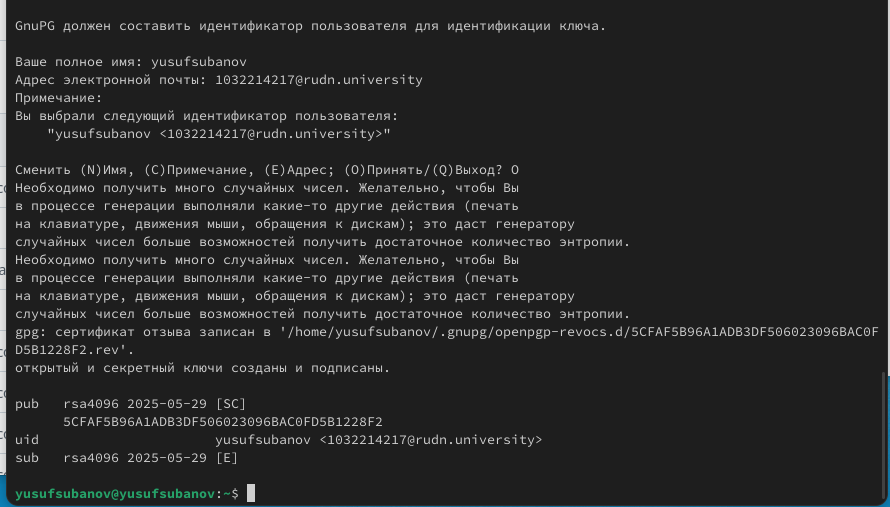 GnuPG должен составить идентификатор пользователя для идентификации ключа.
Ваше полное имя: yusufsubanov
Адрес электронной почты: 1032214217@rudn.university
Примечание:
Вы выбрали следующий идентификатор пользователя:
"yusufsubanov <1032214217@rudn.university>"
Сменить (N)Имя, (C)Примечание, (E)Адрес; (O)Принять/(Q)Выход? O
Необходимо получить много случайных чисел. Желательно, чтобы Вы
в процессе генерации выполняли какие-то другие действия (печать
на клавиатуре, движения мыши, обращения к дискам); это даст генератору
случайных чисел больше возможностей получить достаточное количество энтропии.
Необходимо получить много случайных чисел. Желательно, чтобы Вы
в процессе генерации выполняли какие-то другие действия (печать
на клавиатуре, движения мыши, обращения к дискам); это даст генератору
случайных чисел больше возможностей получить достаточное количество энтропии.
gpg: сертификат отзыва записан в '/home/yusufsubanov/.gnupg/openpgp-revocs.d/5CFAF5B96A1ADB3DF506023096BAC0F
D5B1228F2.rev'.
открытый и секретный ключи созданы и подписаны.
pub   rsa4096 2025-05-29 [SC]
5CFAF5B96A1ADB3DF506023096BAC0FD5B1228F2
uid                      yusufsubanov <1032214217@rudn.university>
sub   rsa4096 2025-05-29 [E]
yusufsubanov@yusufsubanov:~$